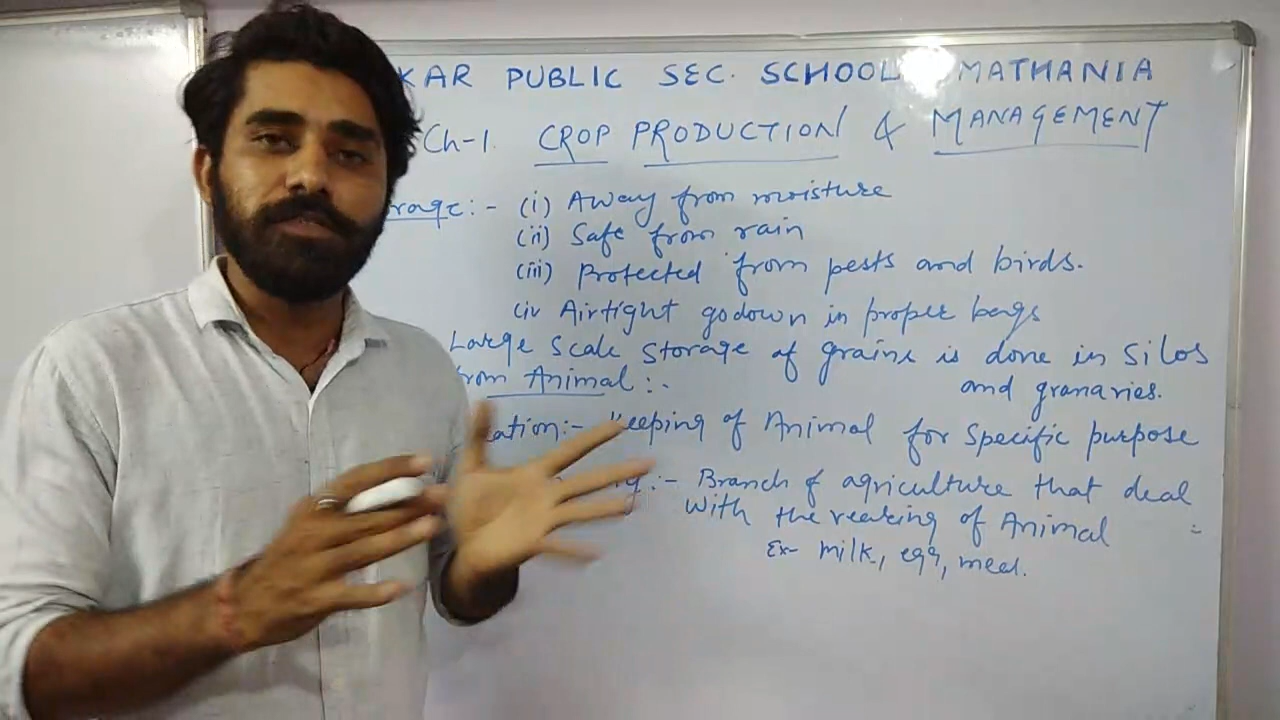 KAR PUBLIC SEC. SCHOOL MATHANIA
Ch-1. CROP PRODUCTION & MANAGEMENT
rage:- (i) Away from moisture
(ii) Safe from rain
(iii) Protected from pests and birds.
(iv Airtight godown in proper bags
Large Scale Storage of grains is done in Silos
and granaries.
from Animal:-
ation:- Keeping of Animal for Specific purpose
g:- Branch of agriculture that deal
with the rearing of Animal
Ex- milk, egg, meat.